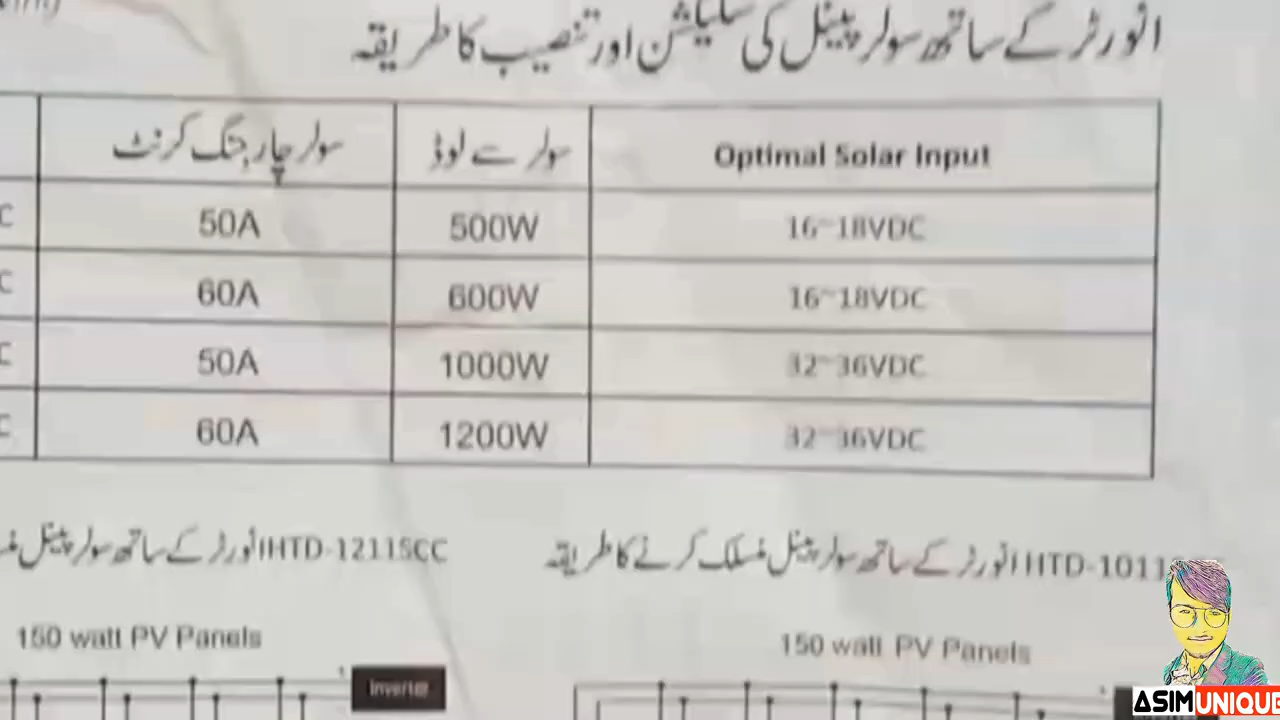 انورٹر کے ساتھ سولر پینل کی سلیکشن اور تنصیب کا طریقہ
سولر چارجنگ کرنٹ سولر سے لوڈ Optimal Solar Input
C 50A 500W 16~18VDC
C 60A 600W 16~18VDC
C 50A 1000W 32~36VDC
C 60A 1200W 32~36VDC
HTD-1011 انورٹر کے ساتھ سولر پینل منسلک کرنے کا طریقہ
HTD-1211SCC انورٹر کے ساتھ سولر پینل
150 watt PV Panels 150 watt PV Panels
Inverter
ASIMUNIQUE